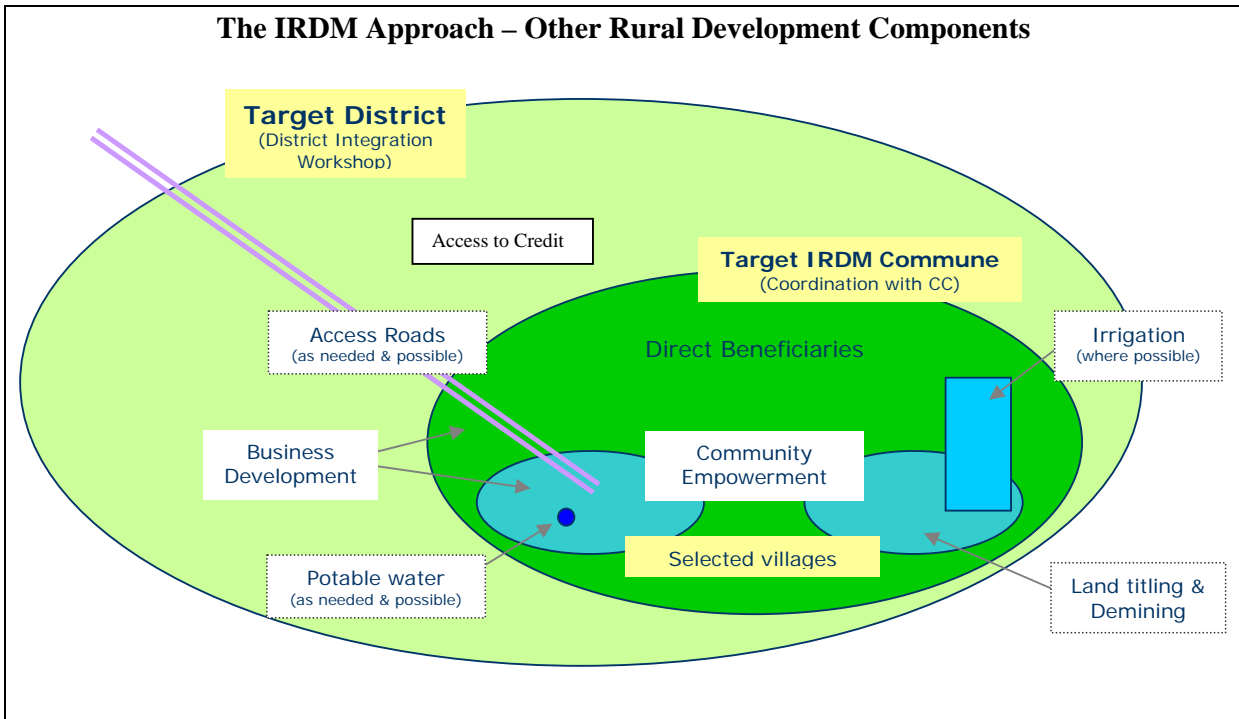 The IRDM Approach – Other Rural Development Components
Target District
(District Integration
Workshop)
Access to Credit
Target IRDM Commune
(Coordination with CC)
Access Roads
(as needed & possible)
Direct Beneficiaries
Irrigation
(where possible)
Business
Development
Community
Empowerment
Selected villages
Potable water
(as needed & possible)
Land titling &
Demining